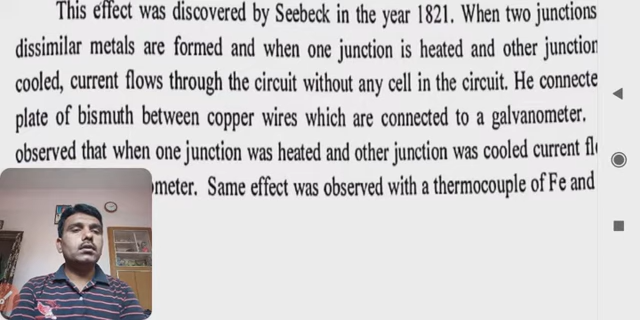 This effect was discovered by Seebeck in the year 1821. When two junctions
dissimilar metals are formed and when one junction is heated and other junction
cooled, current flows through the circuit without any cell in the circuit. He connecte
plate of bismuth between copper wires which are connected to a galvanometer.
observed that when one junction was heated and other junction was cooled current fl
ometer. Same effect was observed with a thermocouple of Fe and